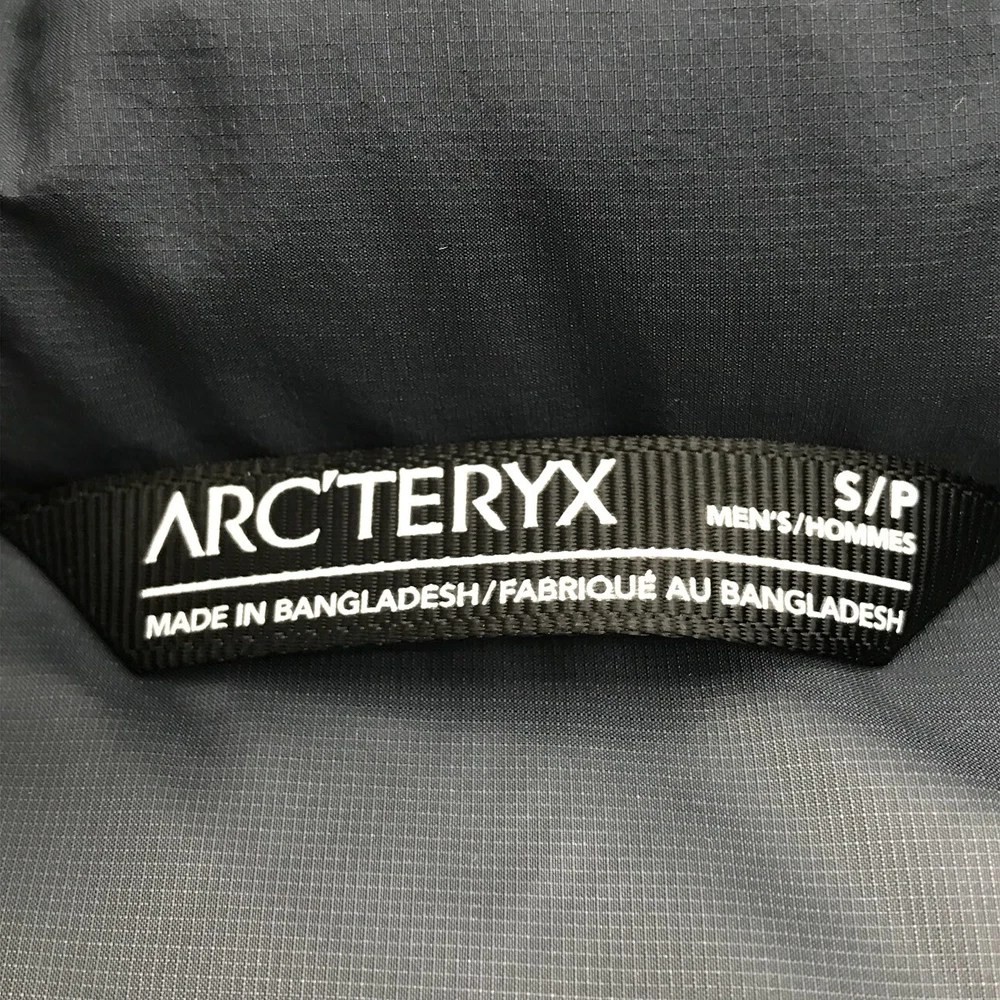 ARC'TERYX
S/P
MEN'S/HOMMES
MADE IN BANGLADESH/FABRIQUÉ AU BANGLADESH